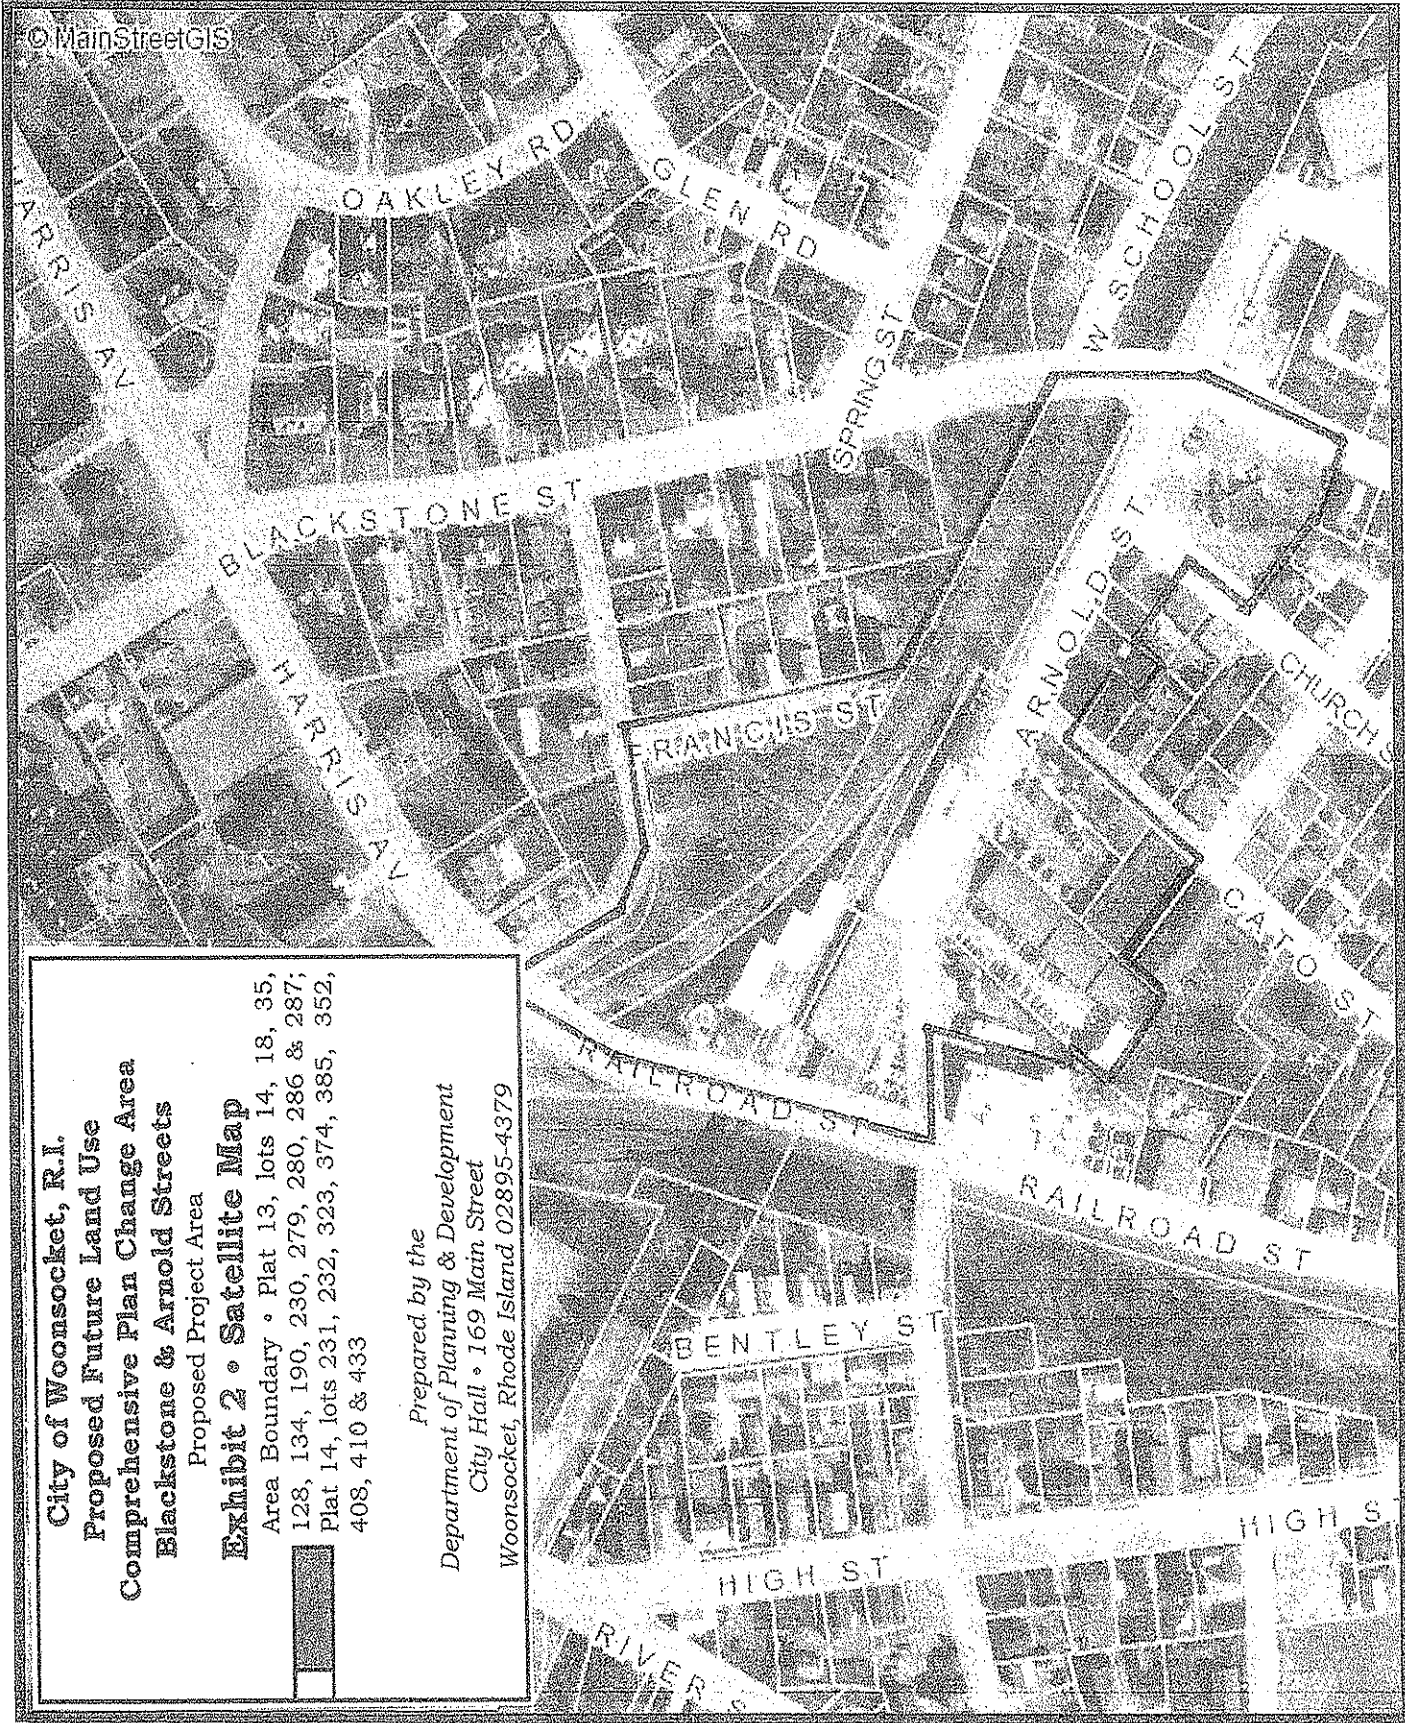 © MainStreetGIS
City of Woonsocket, R.I.
Proposed Future Land Use
Comprehensive Plan Change Area
Blackstone & Arnold Streets
Proposed Project Area
Exhibit 2 • Satellite Map
Area Boundary • Plat 13, lots 14, 18, 35,
128, 134, 190, 230, 279, 280, 286 & 287;
Plat 14, lots 231, 232, 323, 374, 385, 352,
408, 410 & 433
Prepared by the
Department of Planning & Development
City Hall • 169 Main Street
Woonsocket, Rhode Island 02895-4379
HARRIS AV
OAKLEY RD
GLEN RD
W SCHOOL ST
SPRING ST
BLACKSTONE ST
HARRIS AV
FRANCIS ST
ARNOLD ST
CHURCH S
CATO ST
RAILROAD ST
RAILROAD ST
BENTLEY ST
HIGH ST
HIGH ST
RIVER S